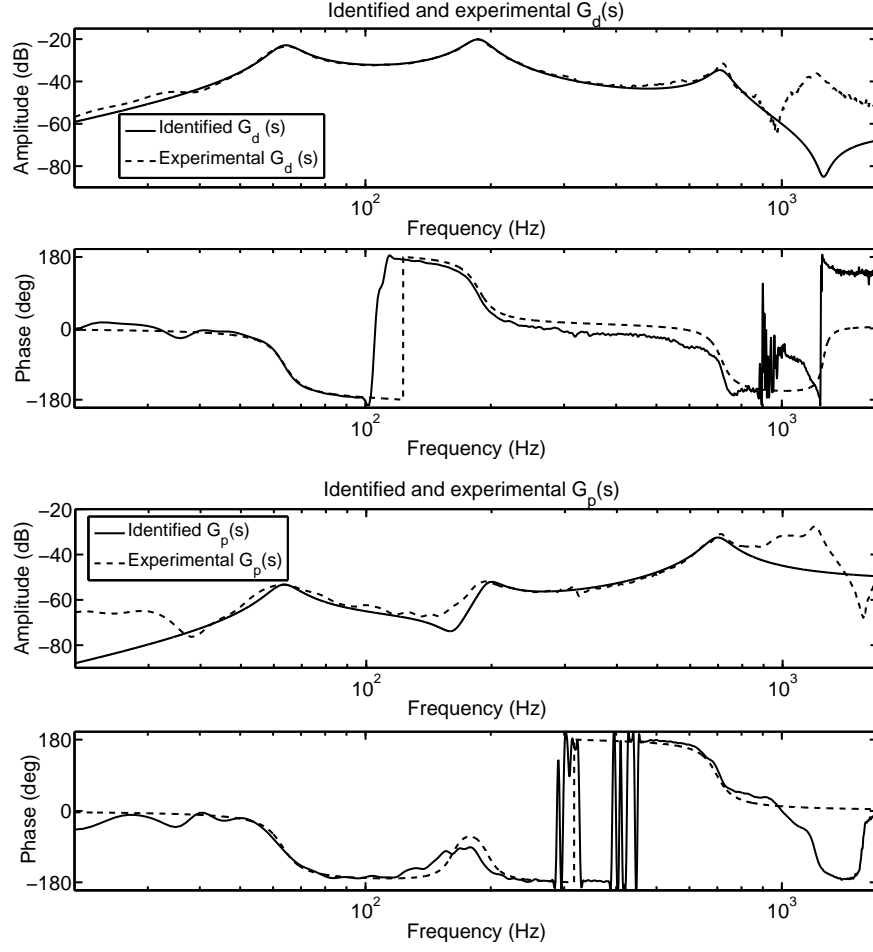 Identified and experimental G_d(s)
Amplitude (dB)
−20
−40
−60
−80
Identified G_d (s)
Experimental G_d (s)
10^2
10^3
Frequency (Hz)
Phase (deg)
180
0
−180
10^2
10^3
Frequency (Hz)
Identified and experimental G_p(s)
Amplitude (dB)
−20
−40
−60
−80
Identified G_p(s)
Experimental G_p(s)
10^2
10^3
Frequency (Hz)
Phase (deg)
180
0
−180
10^2
10^3
Frequency (Hz)